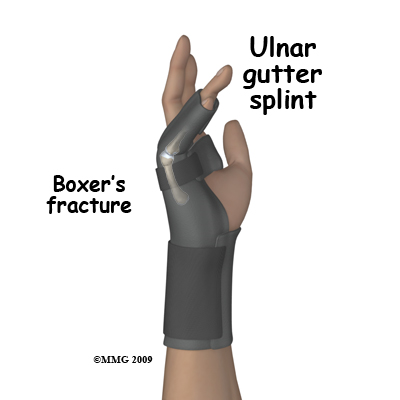 Ulnar
gutter
splint
Boxer's
fracture
©MMG 2009